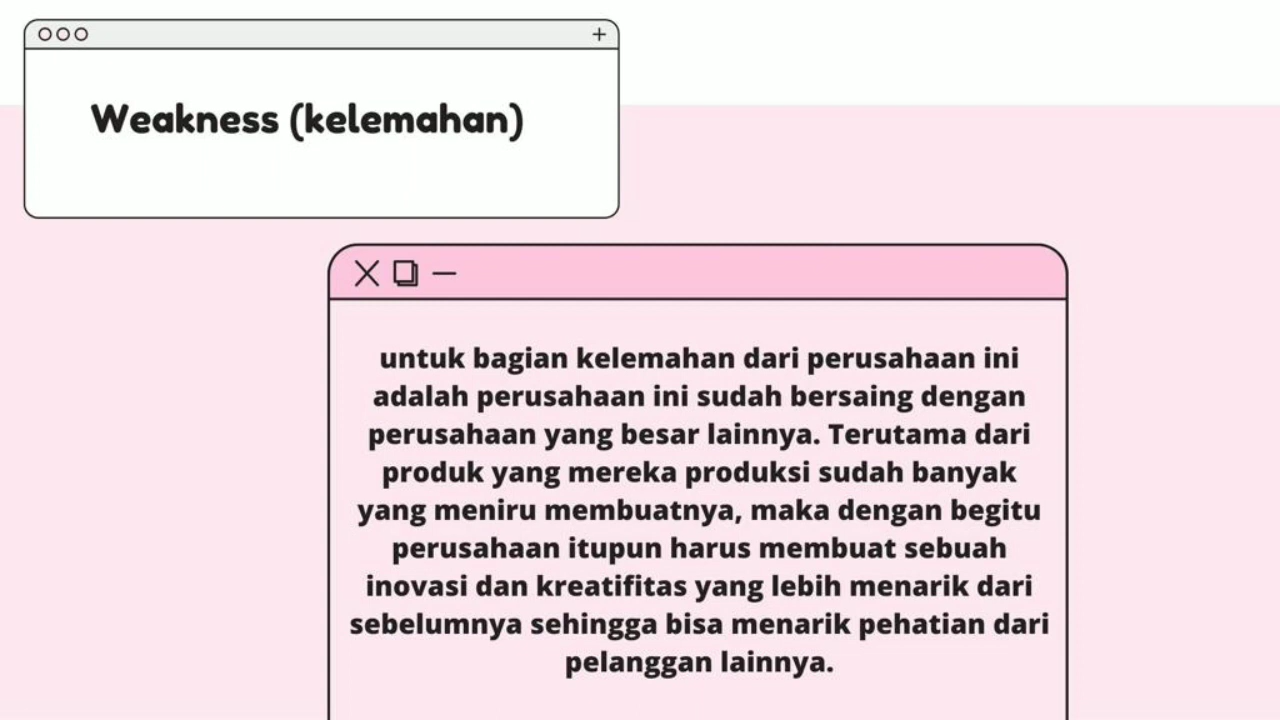 Weakness (kelemahan)
untuk bagian kelemahan dari perusahaan ini
adalah perusahaan ini sudah bersaing dengan
perusahaan yang besar lainnya. Terutama dari
produk yang mereka produksi sudah banyak
yang meniru membuatnya, maka dengan begitu
perusahaan itupun harus membuat sebuah
inovasi dan kreatifitas yang lebih menarik dari
sebelumnya sehingga bisa menarik pehatian dari
pelanggan lainnya.